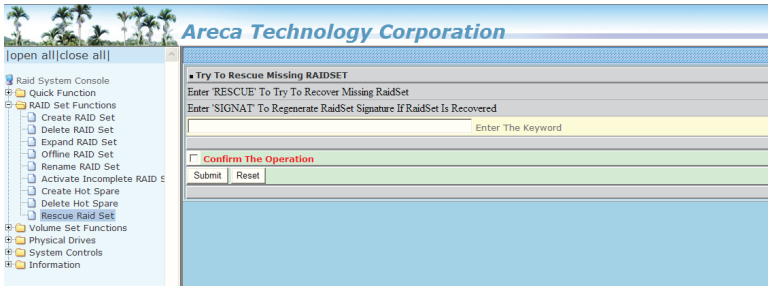 Areca Technology Corporation
|open all|close all|
Raid System Console
Quick Function
RAID Set Functions
Create RAID Set
Delete RAID Set
Expand RAID Set
Offline RAID Set
Rename RAID Set
Activate Incomplete RAID S
Create Hot Spare
Delete Hot Spare
Rescue Raid Set
Volume Set Functions
Physical Drives
System Controls
Information
Try To Rescue Missing RAIDSET
Enter 'RESCUE' To Try To Recover Missing RaidSet
Enter 'SIGNAT' To Regenerate RaidSet Signature If RaidSet Is Recovered
Enter The Keyword
Confirm The Operation
Submit Reset